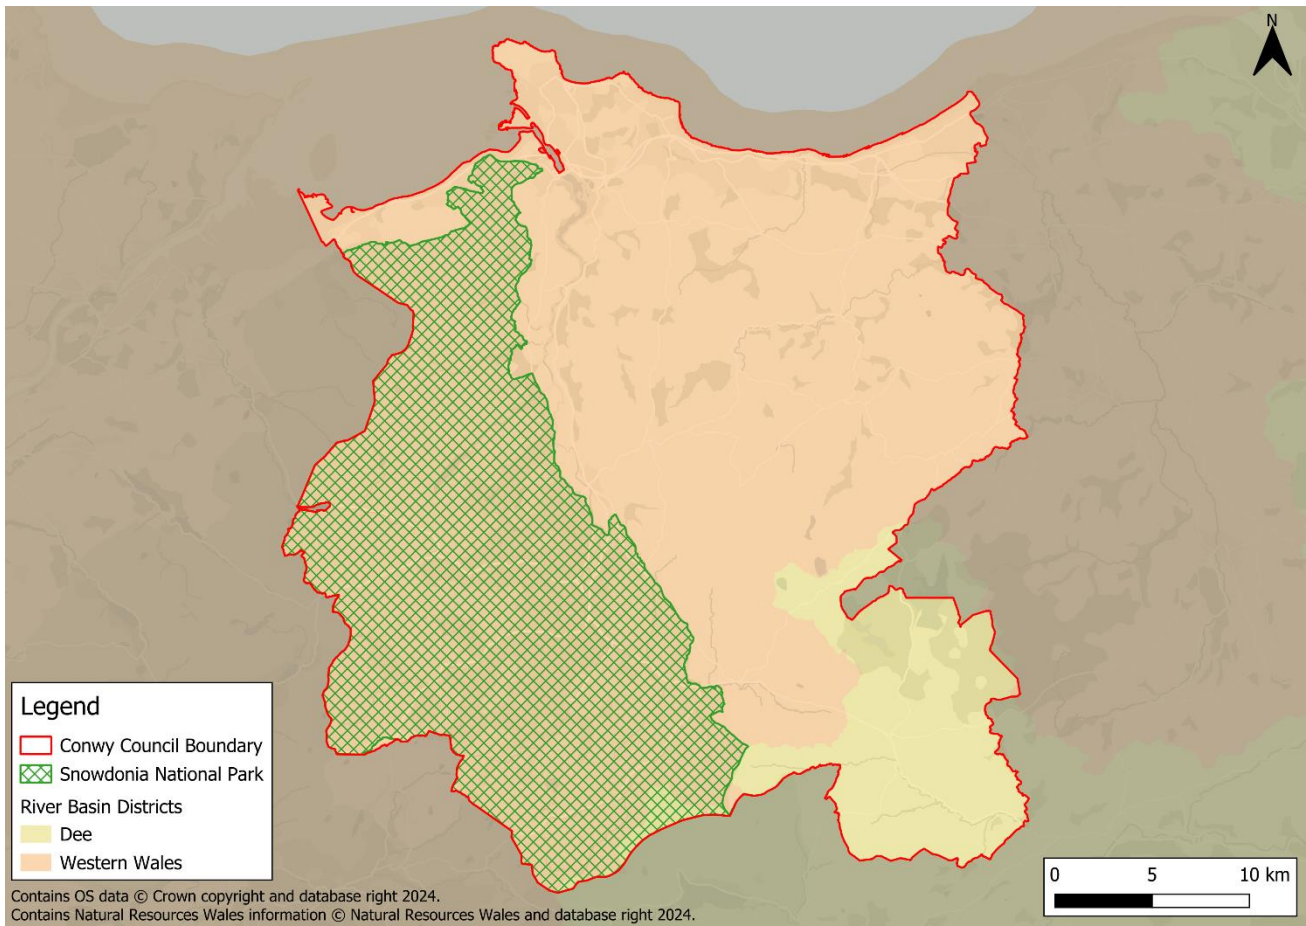 N
Legend
Conwy Council Boundary
Snowdonia National Park
River Basin Districts
Dee
Western Wales
0 5 10 km
Contains OS data © Crown copyright and database right 2024.
Contains Natural Resources Wales information © Natural Resources Wales and database right 2024.